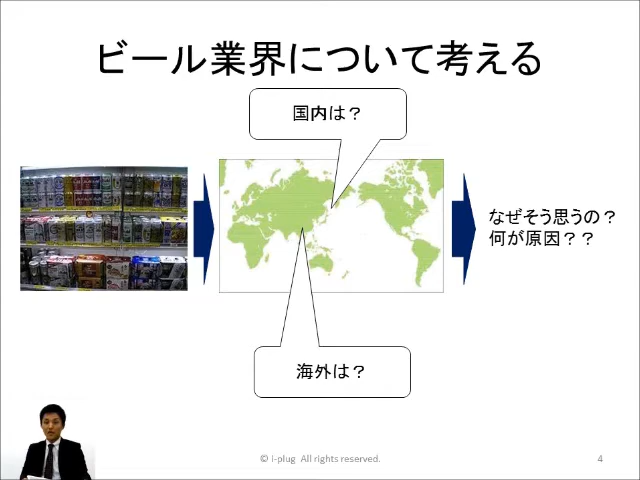 ビール業界について考える
国内は？
なぜそう思うの？
何が原因？？
海外は？
© i-plug All rights reserved.
4